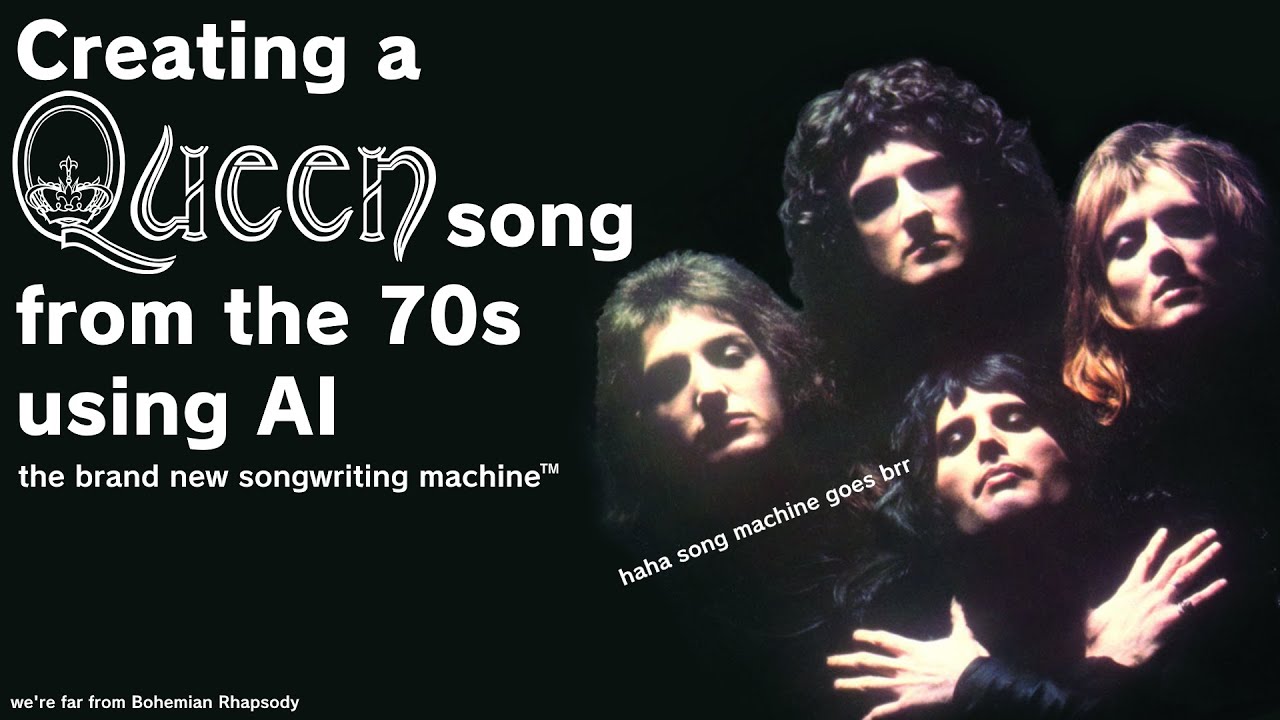 Creating a
Queen song
from the 70s
using AI
the brand new songwriting machine™
haha song machine goes brr
we're far from Bohemian Rhapsody